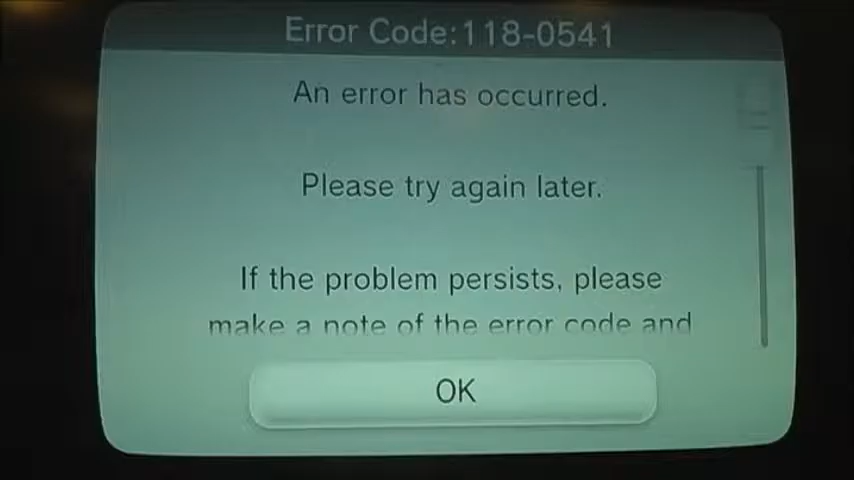 Error Code:118-0541
An error has occurred.
Please try again later.
If the problem persists, please
make a note of the error code and
OK